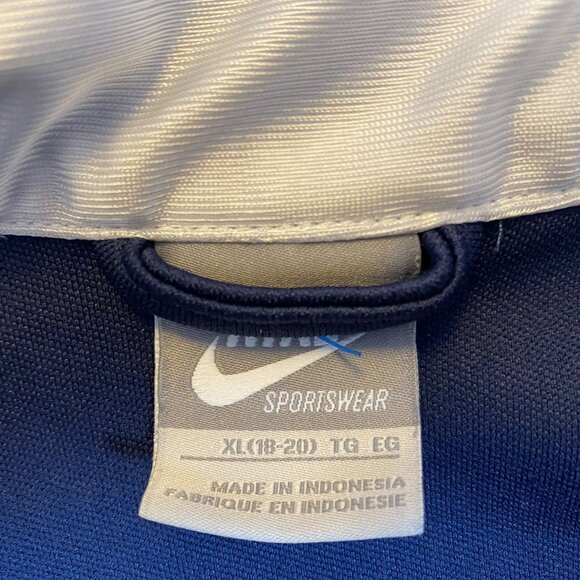 SPORTSWEAR
XL(18-20) TG EG
MADE IN INDONESIA
FABRIQUE EN INDONESIE